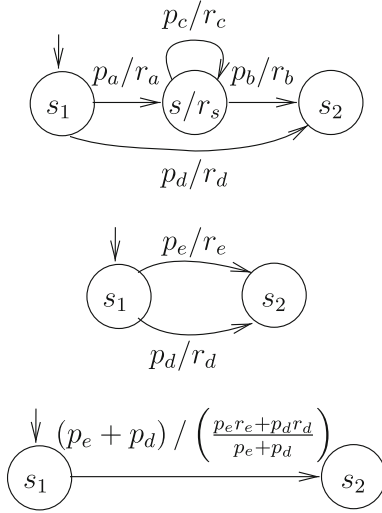 p_c/r_c
p_a/r_a p_b/r_b
s_1 s/r_s s_2
p_d/r_d
p_e/r_e
s_1 s_2
p_d/r_d
(p_e + p_d) / (\frac{p_e r_e + p_d r_d}{p_e + p_d})
s_1 s_2